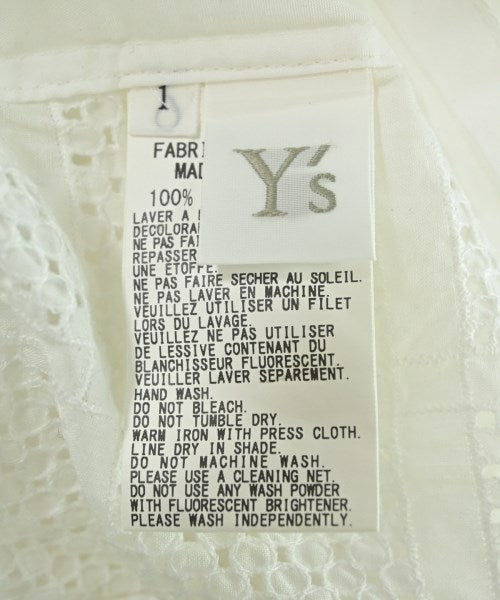 1
Y's
100%
LAVER A
NE PAS
REPASSER
UNE ETOFFE.
NE PAS FAIRE SECHER AU SOLEIL.
NE PAS LAVER EN MACHINE.
VEUILLEZ UTILISER UN FILET
LORS DU LAVAGE.
VEUILLEZ NE PAS UTILISER
DE LESSIVE CONTENANT DU
BLANCHISSEUR FLUORESCENT.
VEUILLER LAVER SEPAREMENT.
HAND WASH.
DO NOT BLEACH.
DO NOT TUMBLE DRY.
WARM IRON WITH PRESS CLOTH.
LINE DRY IN SHADE.
DO NOT MACHINE WASH.
PLEASE USE A CLEANING NET.
DO NOT USE ANY WASH POWDER
WITH FLUORESCENT BRIGHTENER.
PLEASE WASH INDEPENDENTLY.